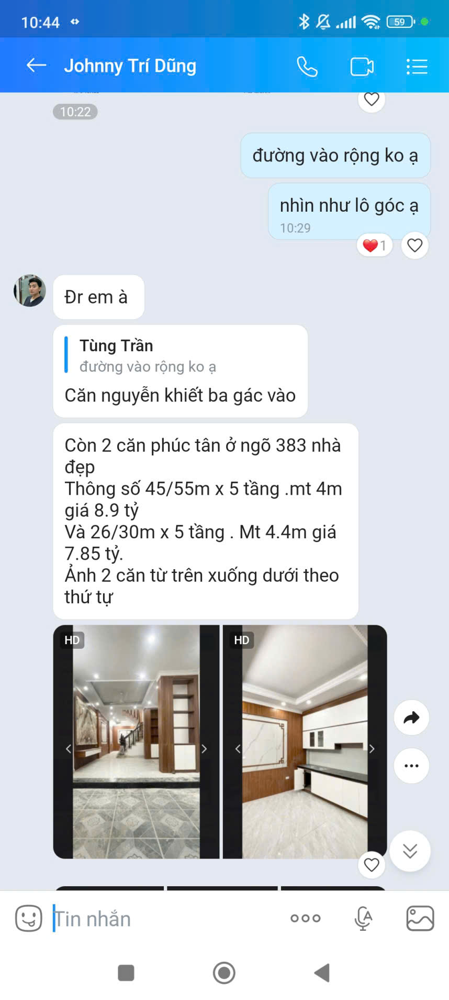 10:44
59
Johnny Trí Dũng
10:22
đường vào rộng ko ạ
nhìn như lô góc ạ
10:29
1
Đr em à
Tùng Trần
đường vào rộng ko ạ
Căn nguyễn khiết ba gác vào
Còn 2 căn phúc tân ở ngõ 383 nhà
đẹp
Thông số 45/55m x 5 tầng .mt 4m
giá 8.9 tỷ
Và 26/30m x 5 tầng . Mt 4.4m giá
7.85 tỷ.
Ảnh 2 căn từ trên xuống dưới theo
thứ tự
HD
HD
Tin nhắn